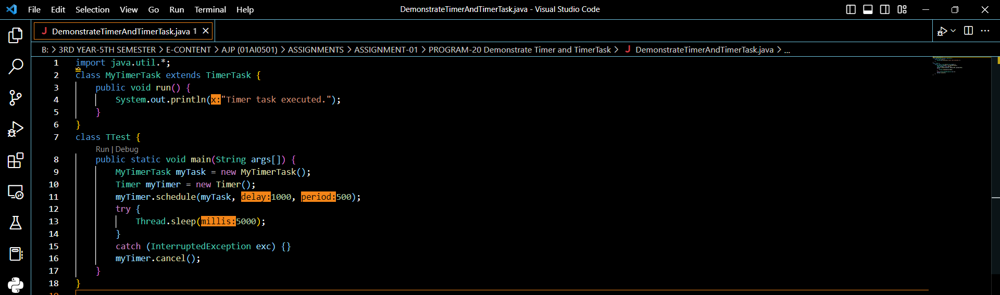 File Edit Selection View Go Run Terminal Help DemonstrateTimerAndTimerTask.java - Visual Studio Code
J DemonstrateTimerAndTimerTask.java 1
B: > 3RD YEAR-5TH SEMESTER > E-CONTENT > AJP (01AI0501) > ASSIGNMENTS > ASSIGNMENT-01 > PROGRAM-20 Demonstrate Timer and TimerTask > J DemonstrateTimerAndTimerTask.java > ...
1 import java.util.*;
2 class MyTimerTask extends TimerTask {
3 public void run() {
4 System.out.println(x:"Timer task executed.");
5 }
6 }
7 class TTest {
Run | Debug
8 public static void main(String args[]) {
9 MyTimerTask myTask = new MyTimerTask();
10 Timer myTimer = new Timer();
11 myTimer.schedule(myTask, delay:1000, period:500);
12 try {
13 Thread.sleep(millis:5000);
14 }
15 catch (InterruptedException exc) {}
16 myTimer.cancel();
17 }
18 }